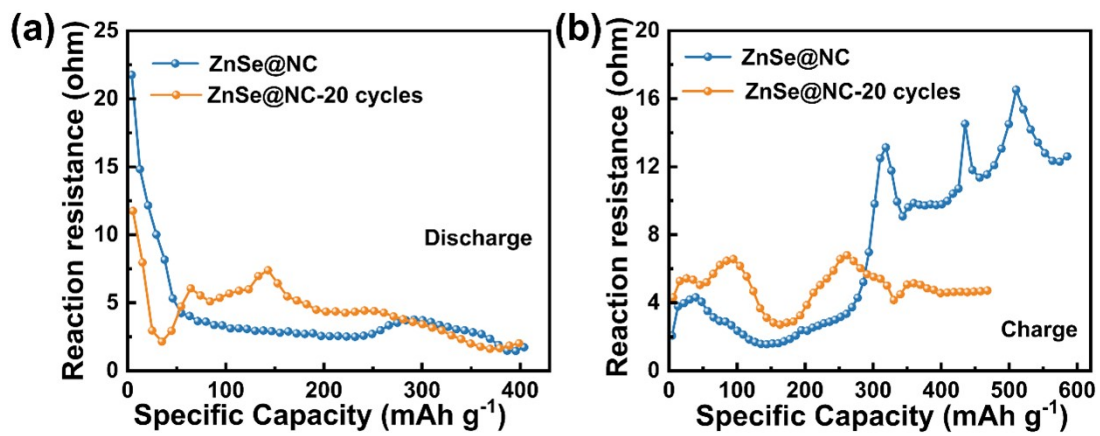 (a)
Reaction resistance (ohm)
25
20
15
10
5
0
ZnSe@NC
ZnSe@NC-20 cycles
Discharge
0 100 200 300 400
Specific Capacity (mAh g-1)
(b)
Reaction resistance (ohm)
20
16
12
8
4
0
ZnSe@NC
ZnSe@NC-20 cycles
Charge
0 100 200 300 400 500 600
Specific Capacity (mAh g-1)